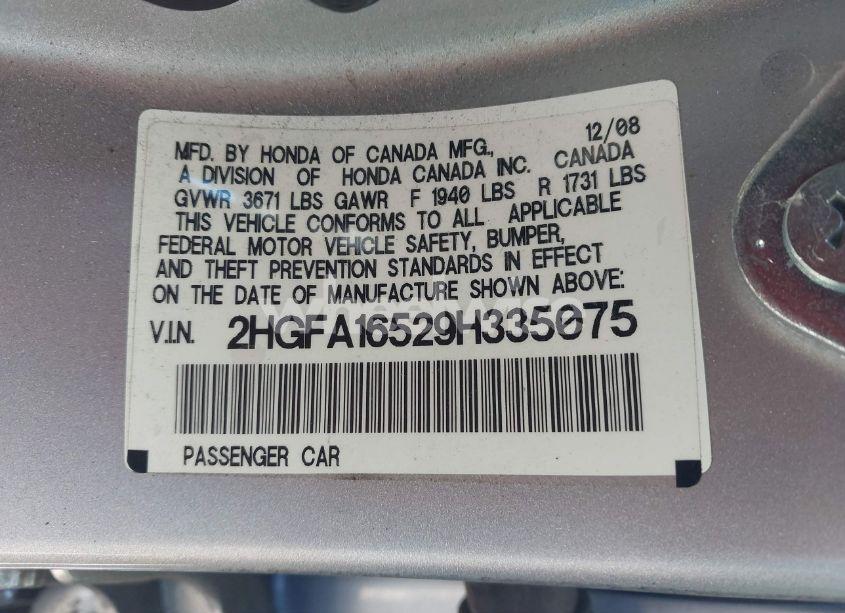 12/08
MFD. BY HONDA OF CANADA MFG.,
A DIVISION OF HONDA CANADA INC. CANADA
GVWR 3671 LBS GAWR F 1940 LBS R 1731 LBS
THIS VEHICLE CONFORMS TO ALL APPLICABLE
FEDERAL MOTOR VEHICLE SAFETY, BUMPER,
AND THEFT PREVENTION STANDARDS IN EFFECT
ON THE DATE OF MANUFACTURE SHOWN ABOVE:
V.I.N. 2HGFA16529H335075
PASSENGER CAR